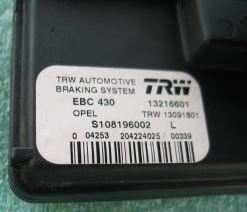 TRW AUTOMOTIVE TRW
BRAKING SYSTEM
EBC 430 13216601
OPEL TRW 13091801
S108196002 L
0 04253 204224025 00339